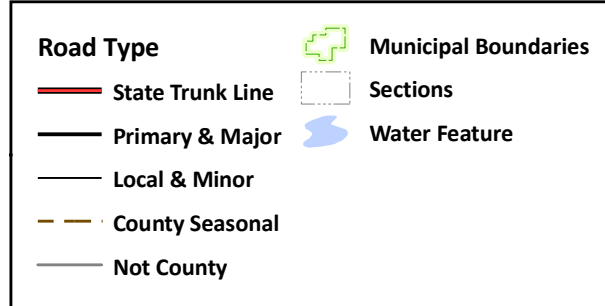 Road Type
State Trunk Line
Primary & Major
Local & Minor
County Seasonal
Not County
Municipal Boundaries
Sections
Water Feature